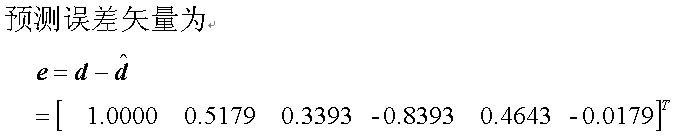 预测误差矢量为
e = d − d̂
= [ 1.0000 0.5179 0.3393 -0.8393 0.4643 -0.0179]ᵀ